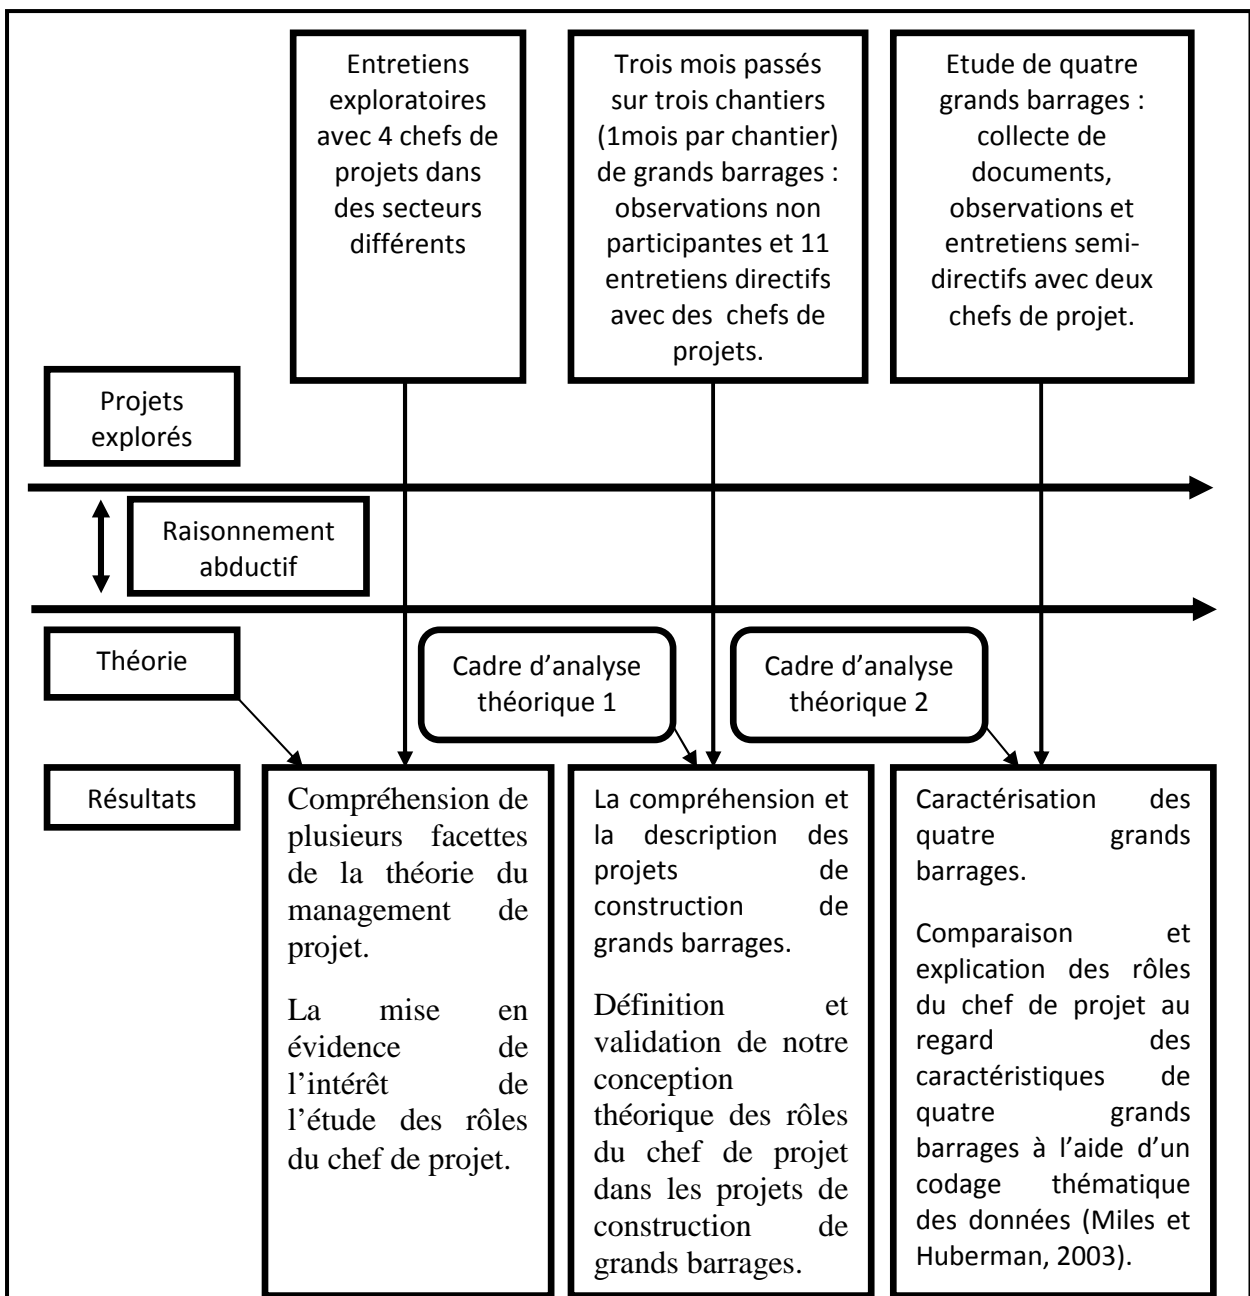 Entretiens
exploratoires
avec 4 chefs de
projets dans
des secteurs
différents
Trois mois passés
sur trois chantiers
(1mois par chantier)
de grands barrages :
observations non
participantes et 11
entretiens directifs
avec des chefs de
projets.
Etude de quatre
grands barrages :
collecte de
documents,
observations et
entretiens semi-
directifs avec deux
chefs de projet.
Projets
explorés
Raisonnement
abductif
Théorie
Cadre d’analyse
théorique 1
Cadre d’analyse
théorique 2
Résultats
Compréhension de
plusieurs facettes
de la théorie du
management de
projet.
La mise en
évidence de
l’intérêt de
l’étude des rôles
du chef de projet.
La compréhension et
la description des
projets de
construction de
grands barrages.
Définition et
validation de notre
conception
théorique des rôles
du chef de projet
dans les projets de
construction de
grands barrages.
Caractérisation des
quatre grands
barrages.
Comparaison et
explication des rôles
du chef de projet au
regard des
caractéristiques de
quatre grands
barrages à l’aide d’un
codage thématique
des données (Miles et
Huberman, 2003).